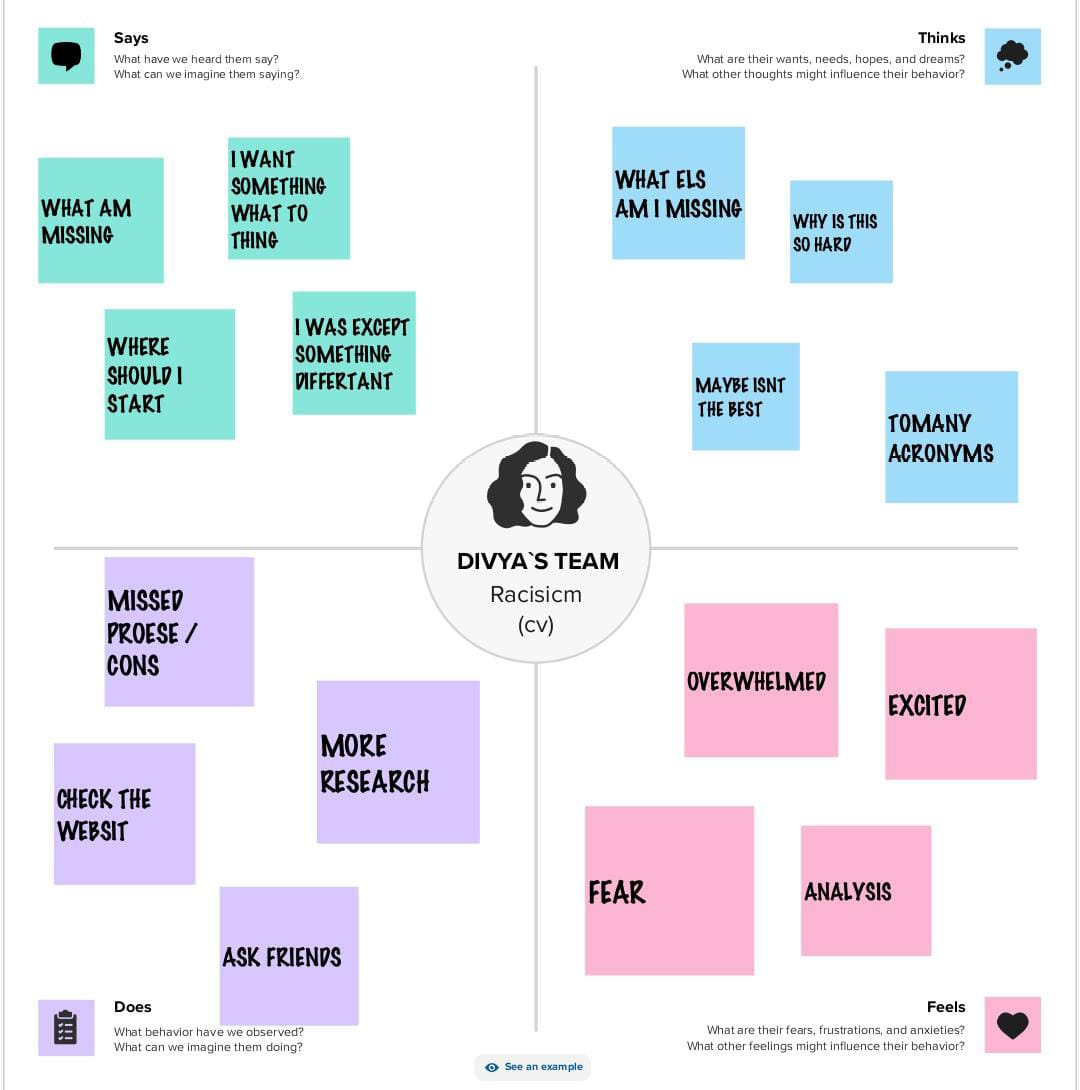 Says
What have we heard them say?
What can we imagine them saying?
Thinks
What are their wants, needs, hopes, and dreams?
What other thoughts might influence their behavior?
WHAT AM
MISSING
I WANT
SOMETHING
WHAT TO
THING
WHERE
SHOULD I
START
I WAS EXCEPT
SOMETHING
DIFFERTANT
WHAT ELS
AM I MISSING
WHY IS THIS
SO HARD
MAYBE ISNT
THE BEST
TOMANY
ACRONYMS
DIVYA`S TEAM
Racisicm
(cv)
MISSED
PROESE /
CONS
MORE
RESEARCH
CHECK THE
WEBSIT
ASK FRIENDS
OVERWHELMED
EXCITED
FEAR
ANALYSIS
Does
What behavior have we observed?
What can we imagine them doing?
Feels
What are their fears, frustrations, and anxieties?
What other feelings might influence their behavior?
See an example